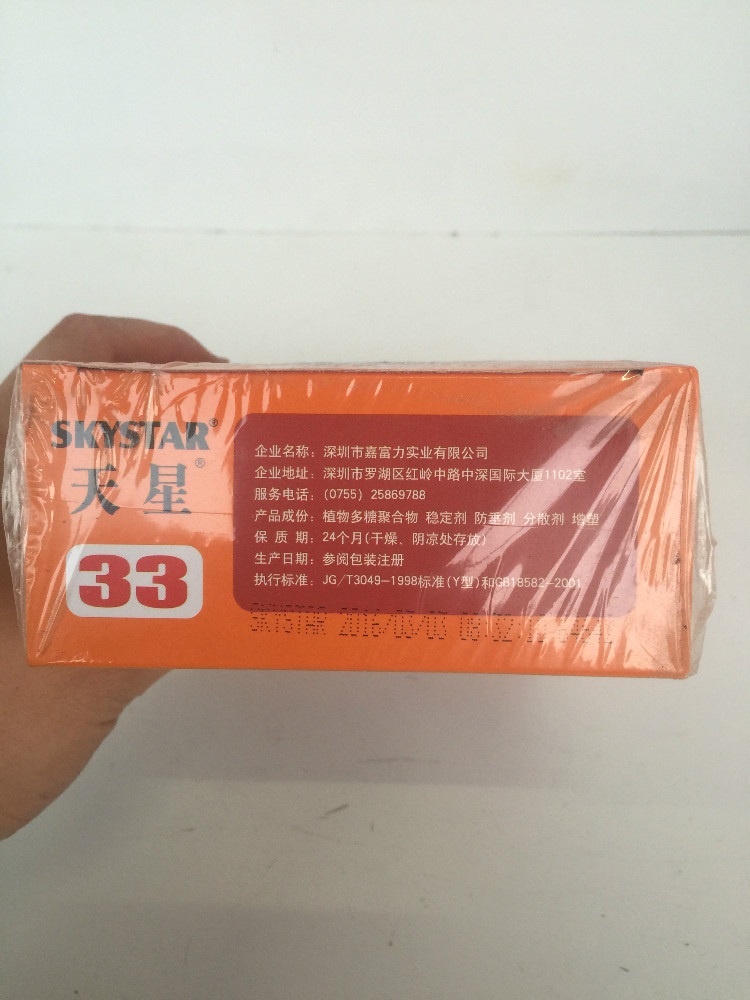 SKYSTAR®
天星®
33
企业名称：深圳市嘉富力实业有限公司
企业地址：深圳市罗湖区红岭中路中深国际大厦1102室
服务电话：(0755) 25869788
产品成份：植物多糖聚合物 稳定剂 防垂剂 分散剂 增塑
保 质 期：24个月(干燥、阴凉处存放)
生产日期：参阅包装注册
执行标准：JG/T3049-1998标准(Y型)和GB18582-2001
SKYSTAR 2016/03/03 08:02